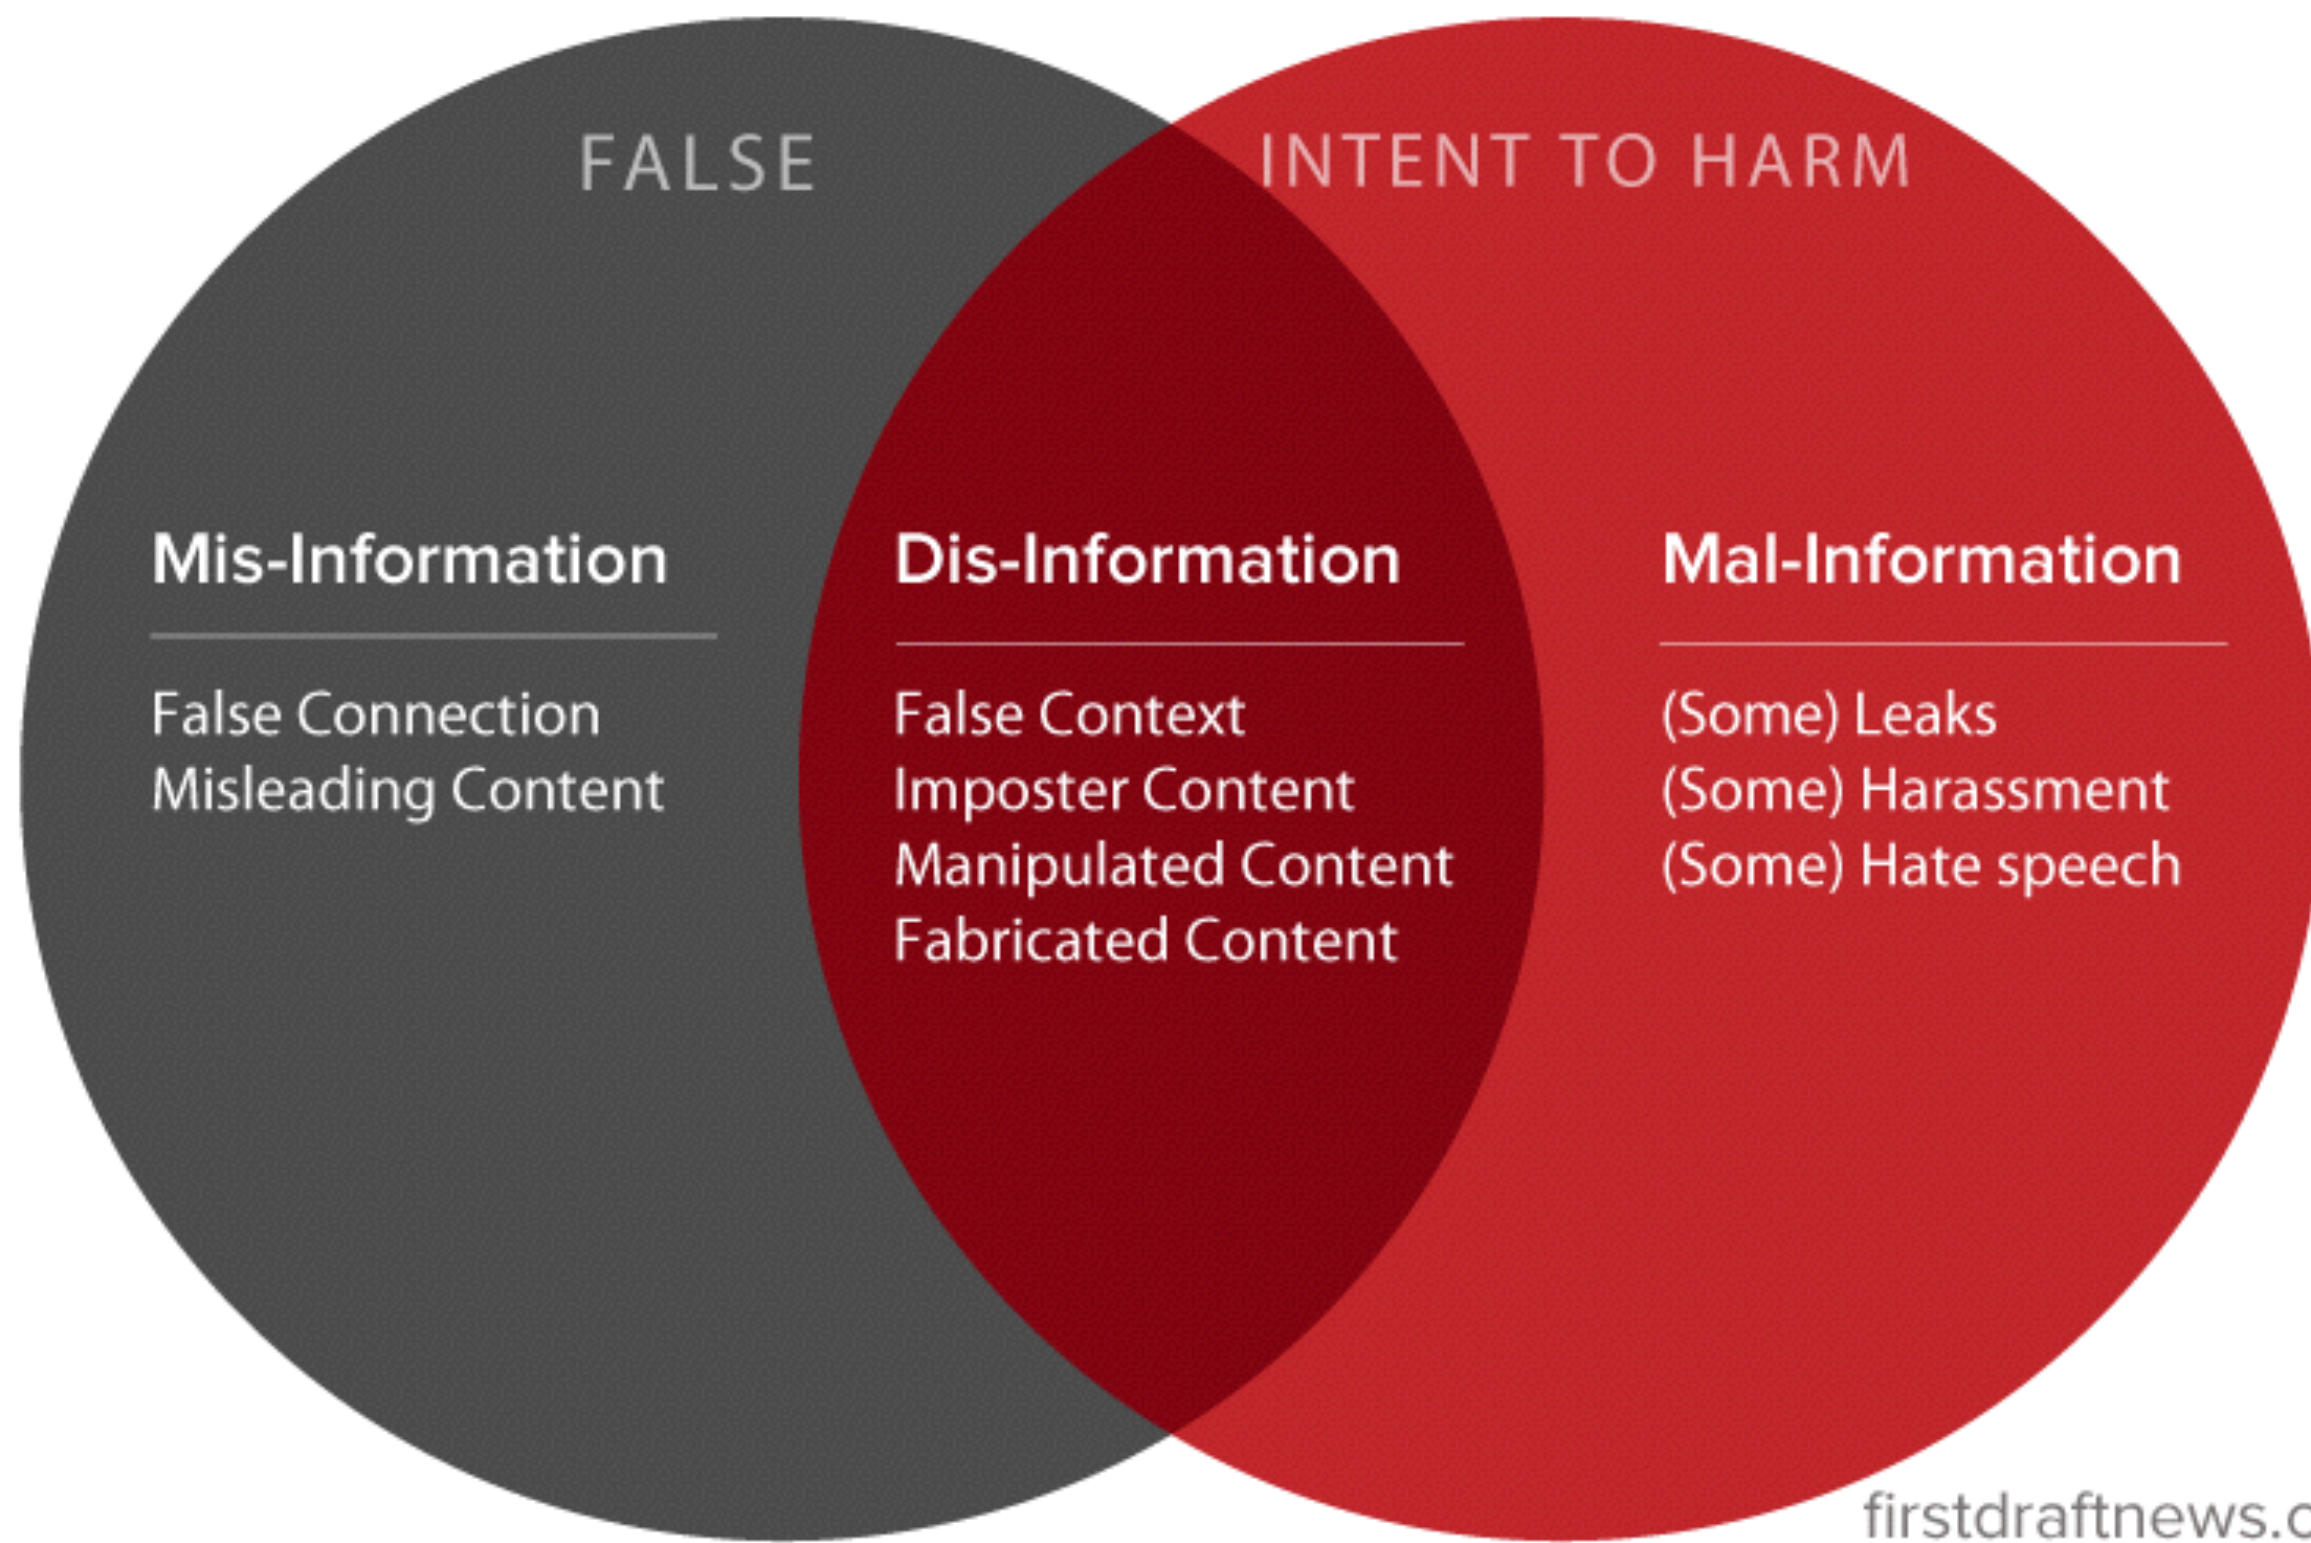 FALSE
INTENT TO HARM
Mis-Information
False Connection
Misleading Content
Dis-Information
False Context
Imposter Content
Manipulated Content
Fabricated Content
Mal-Information
(Some) Leaks
(Some) Harassment
(Some) Hate speech
firstdraftnews.c